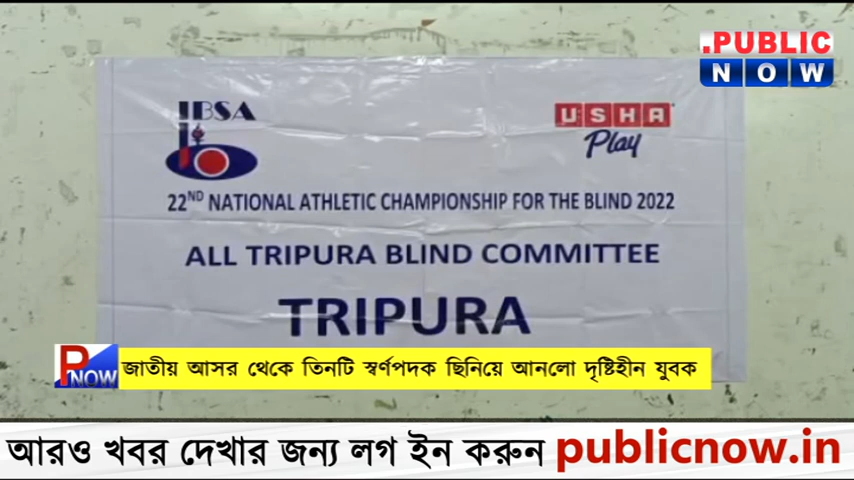 .PUBLIC
NOW
IBSA
USHA
Play
22ND NATIONAL ATHLETIC CHAMPIONSHIP FOR THE BLIND 2022
ALL TRIPURA BLIND COMMITTEE
TRIPURA
P NOW
জাতীয় আসর থেকে তিনটি স্বর্ণপদক ছিনিয়ে আনলো দৃষ্টিহীন যুবক
আরও খবর দেখার জন্য লগ ইন করুন publicnow.in